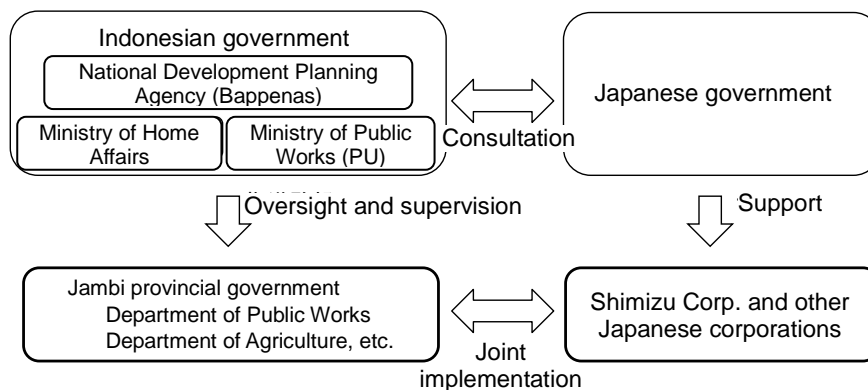 Indonesian government
National Development Planning
Agency (Bappenas)
Ministry of Home
Affairs
Ministry of Public
Works (PU)
Consultation
Japanese government
Oversight and supervision
Support
Jambi provincial government
Department of Public Works
Department of Agriculture, etc.
Joint
implementation
Shimizu Corp. and other
Japanese corporations